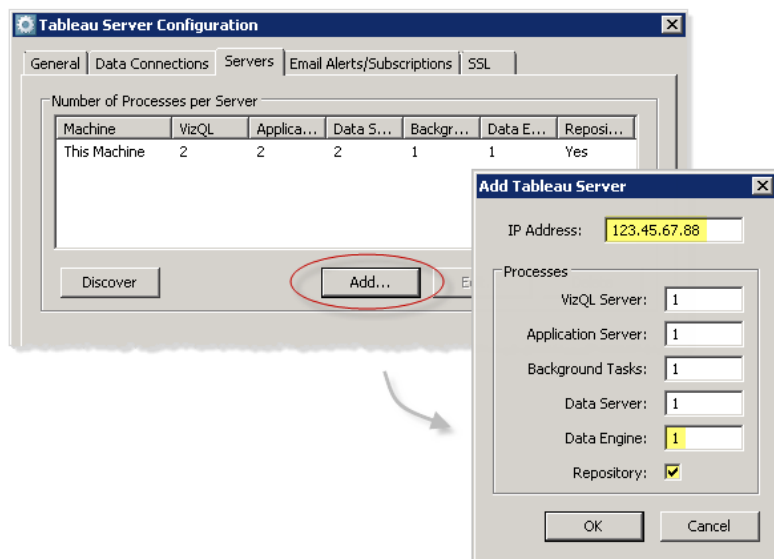 Tableau Server Configuration
General Data Connections Servers Email Alerts/Subscriptions SSL
Number of Processes per Server
Machine VizQL Applica... Data S... Backgr... Data E... Reposi...
This Machine 2 2 2 1 1 Yes
Discover Add... E
Add Tableau Server
IP Address: 123.45.67.88
Processes
VizQL Server: 1
Application Server: 1
Background Tasks: 1
Data Server: 1
Data Engine: 1
Repository:
OK Cancel